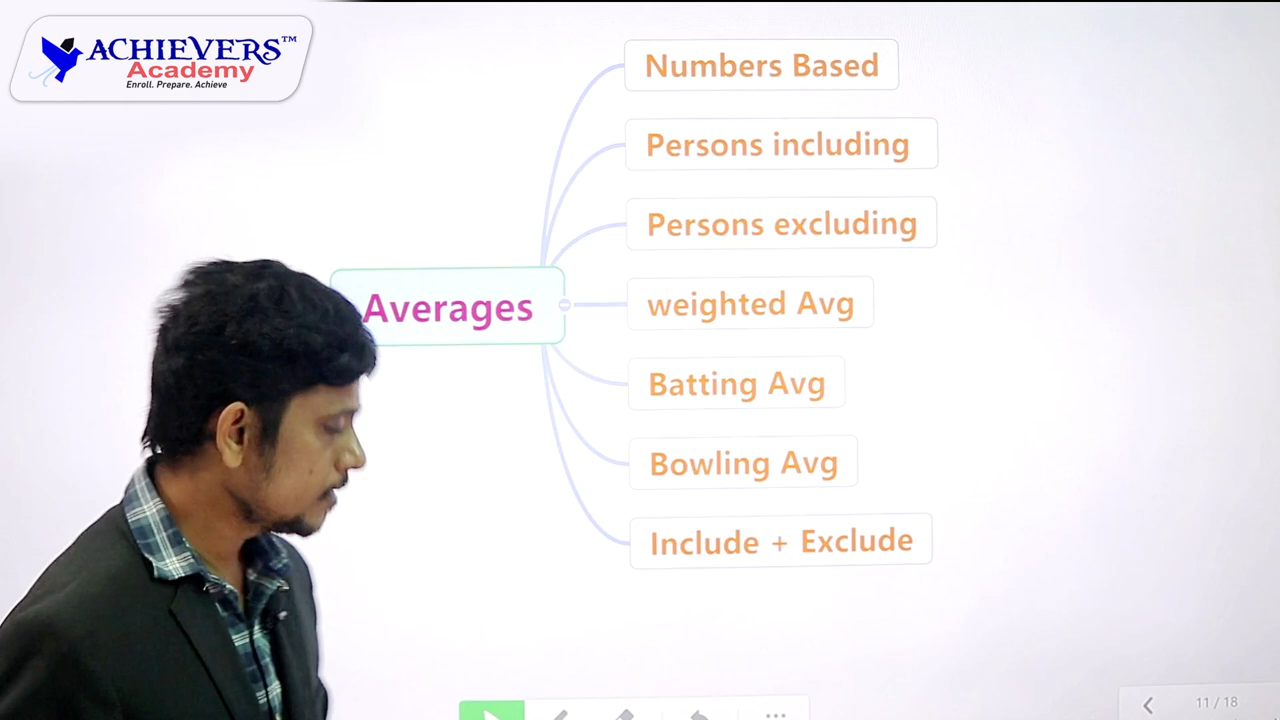 ACHIEVERS™
Academy
Enroll. Prepare. Achieve
Numbers Based
Persons including
Persons excluding
Averages
weighted Avg
Batting Avg
Bowling Avg
Include + Exclude
11 / 18